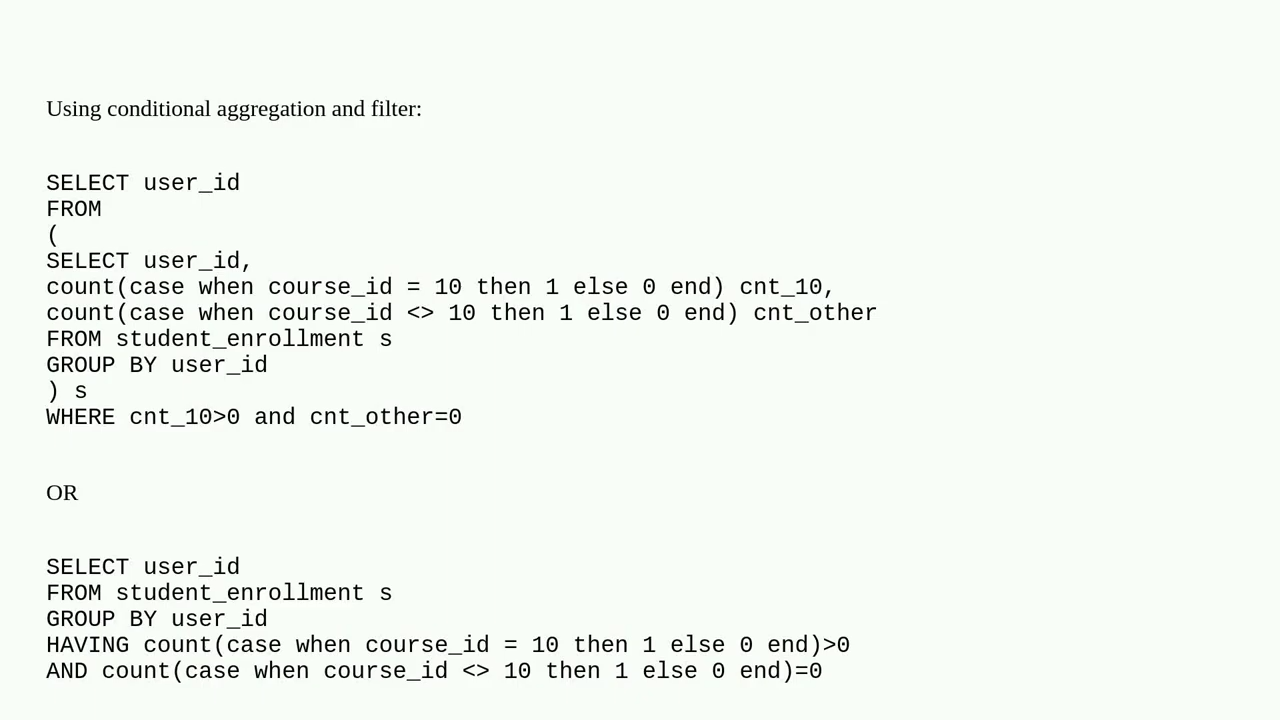 Using conditional aggregation and filter:
SELECT user_id
FROM
(
SELECT user_id,
count(case when course_id = 10 then 1 else 0 end) cnt_10,
count(case when course_id <> 10 then 1 else 0 end) cnt_other
FROM student_enrollment s
GROUP BY user_id
) s
WHERE cnt_10>0 and cnt_other=0
OR
SELECT user_id
FROM student_enrollment s
GROUP BY user_id
HAVING count(case when course_id = 10 then 1 else 0 end)>0
AND count(case when course_id <> 10 then 1 else 0 end)=0